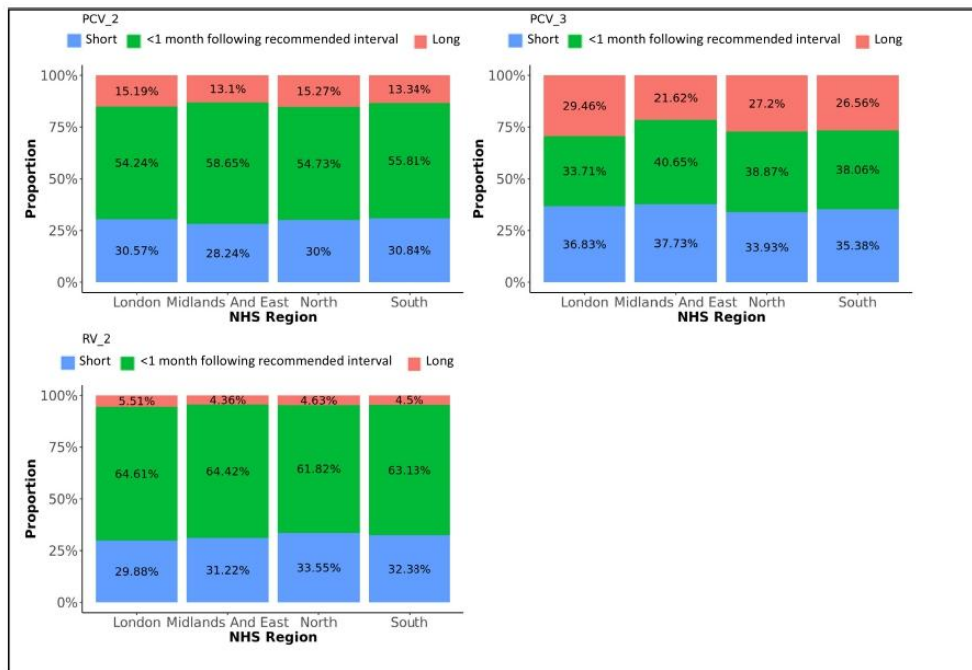 PCV_2
Short <1 month following recommended interval Long
100%
75%
50%
25%
0%
Proportion
15.19% 13.1% 15.27% 13.34%
54.24% 58.65% 54.73% 55.81%
30.57% 28.24% 30% 30.84%
London Midlands And East North South
NHS Region
PCV_3
Short <1 month following recommended interval Long
100%
75%
50%
25%
0%
Proportion
29.46% 21.62% 27.2% 26.56%
33.71% 40.65% 38.87% 38.06%
36.83% 37.73% 33.93% 35.38%
London Midlands And East North South
NHS Region
RV_2
Short <1 month following recommended interval Long
100%
75%
50%
25%
0%
Proportion
5.51% 4.36% 4.63% 4.5%
64.61% 64.42% 61.82% 63.13%
29.88% 31.22% 33.55% 32.38%
London Midlands And East North South
NHS Region